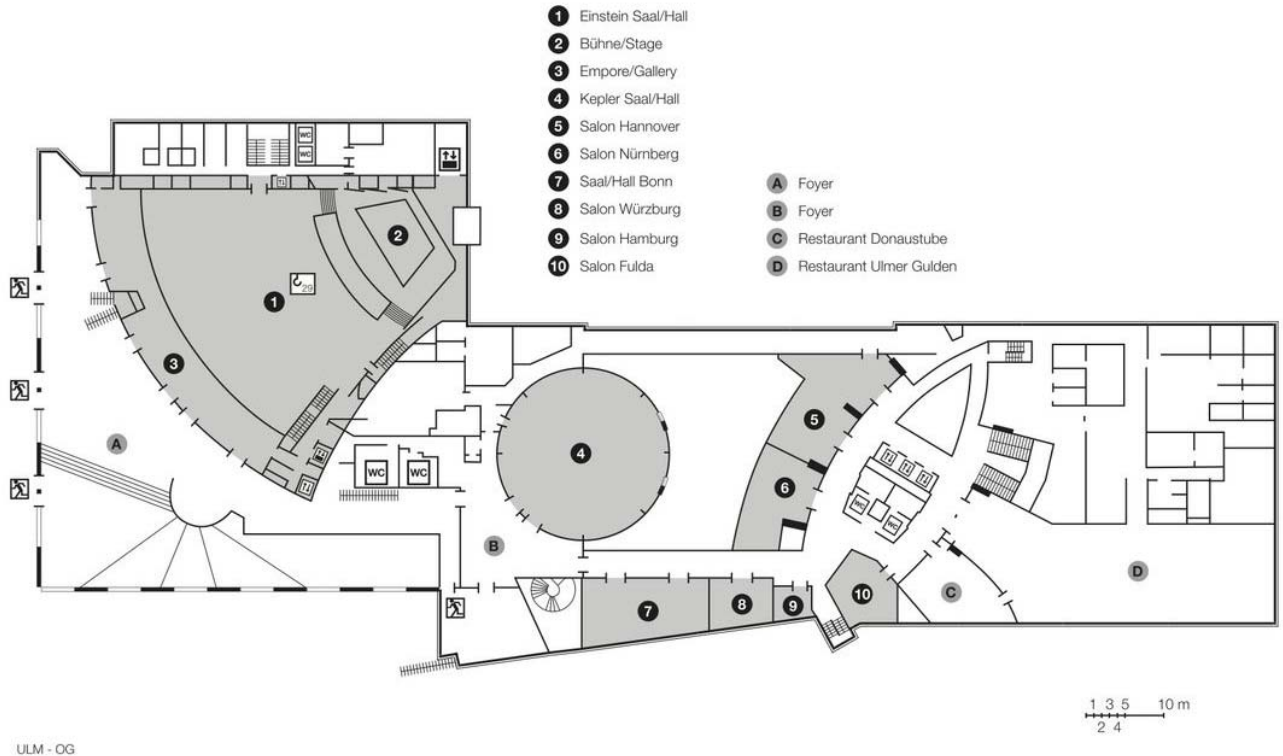 1 Einstein Saal/Hall
2 Bühne/Stage
3 Empore/Gallery
4 Kepler Saal/Hall
5 Salon Hannover
6 Salon Nürnberg
7 Saal/Hall Bonn
8 Salon Würzburg
9 Salon Hamburg
10 Salon Fulda
A Foyer
B Foyer
C Restaurant Donaustube
D Restaurant Ulmer Gulden
WC
WC
2
29
1
3
A
4
5
6
WC WC
WC
WC
B
D
C
10
7
8
9
1 3 5 10 m
2 4
ULM - OG